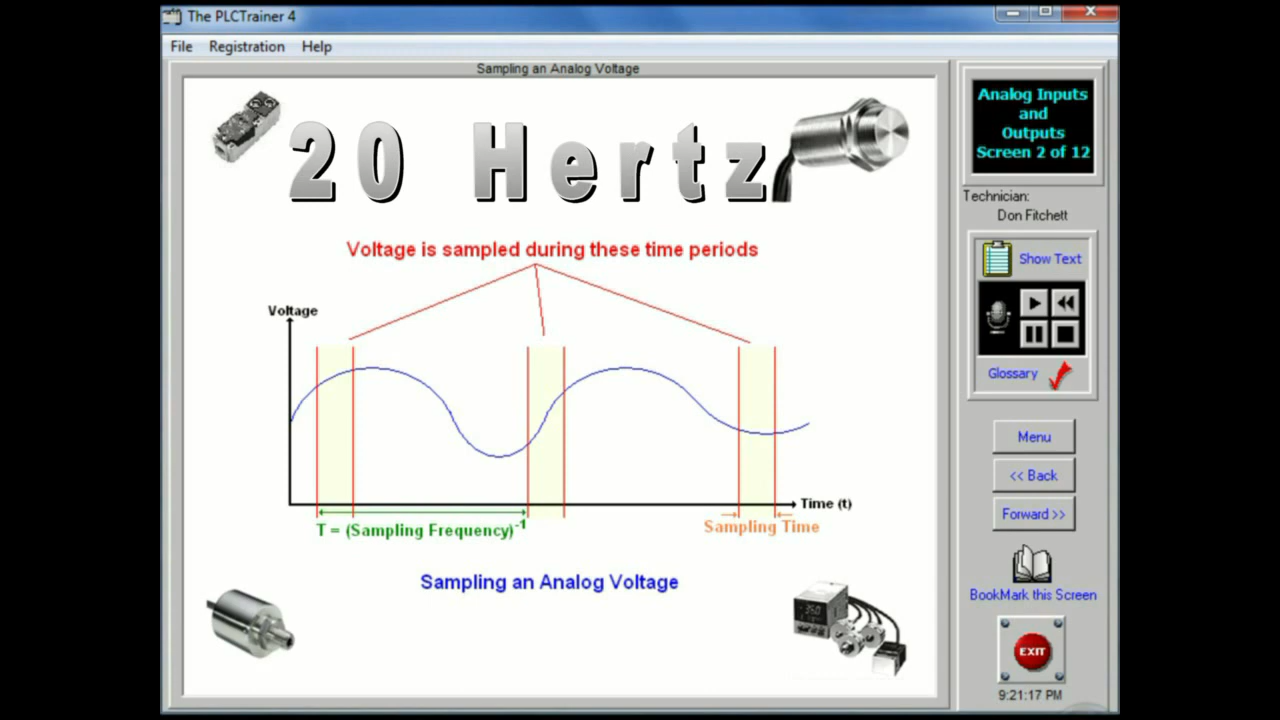 The PLCTrainer 4
File Registration Help
Sampling an Analog Voltage
20 Hertz
Voltage is sampled during these time periods
Voltage
Time (t)
T = (Sampling Frequency)⁻¹
Sampling Time
Sampling an Analog Voltage
Analog Inputs
and
Outputs
Screen 2 of 12
Technician:
Don Fitchett
Show Text
Glossary
Menu
<< Back
Forward >>
BookMark this Screen
EXIT
9:21:17 PM